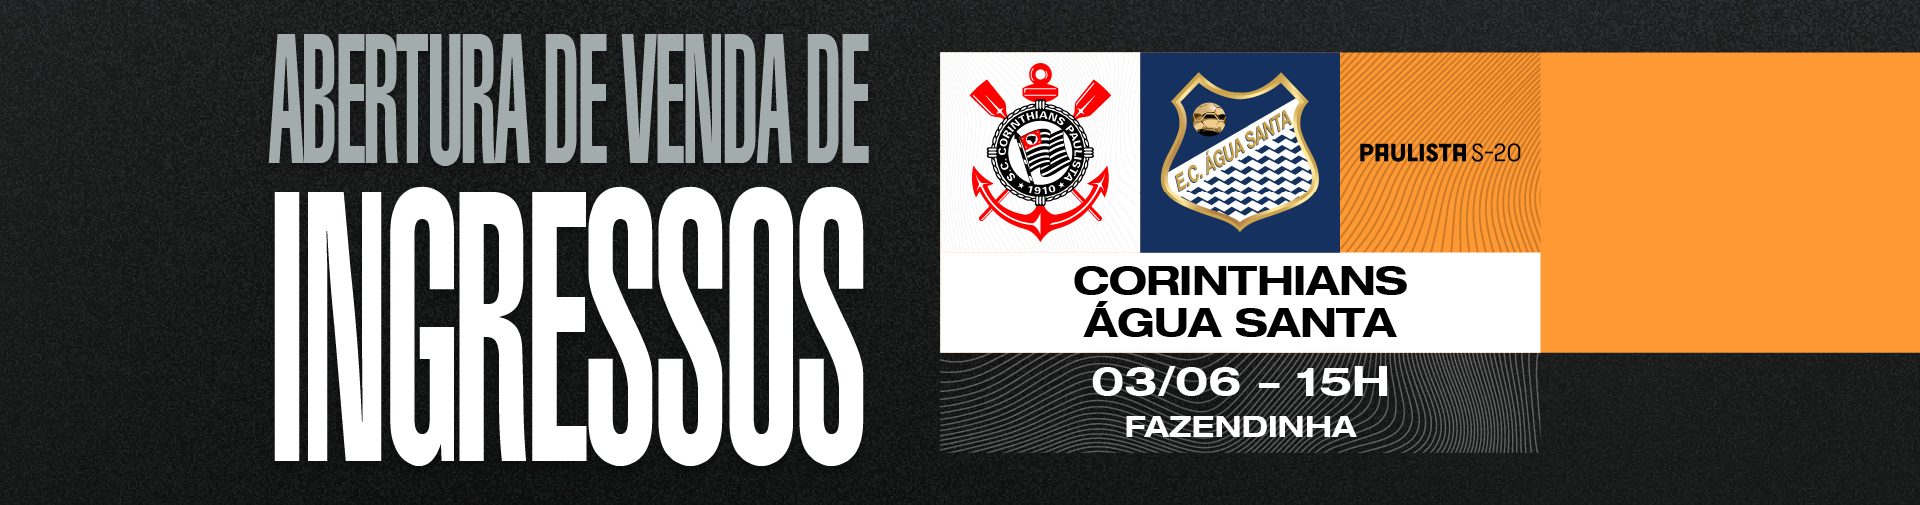 ABERTURA DE VENDA DE
INGRESSOS
S.C. CORINTHIANS PAULISTA
1910
E.C. ÁGUA SANTA
PAULISTA S-20
CORINTHIANS
ÁGUA SANTA
03/06 - 15H
FAZENDINHA